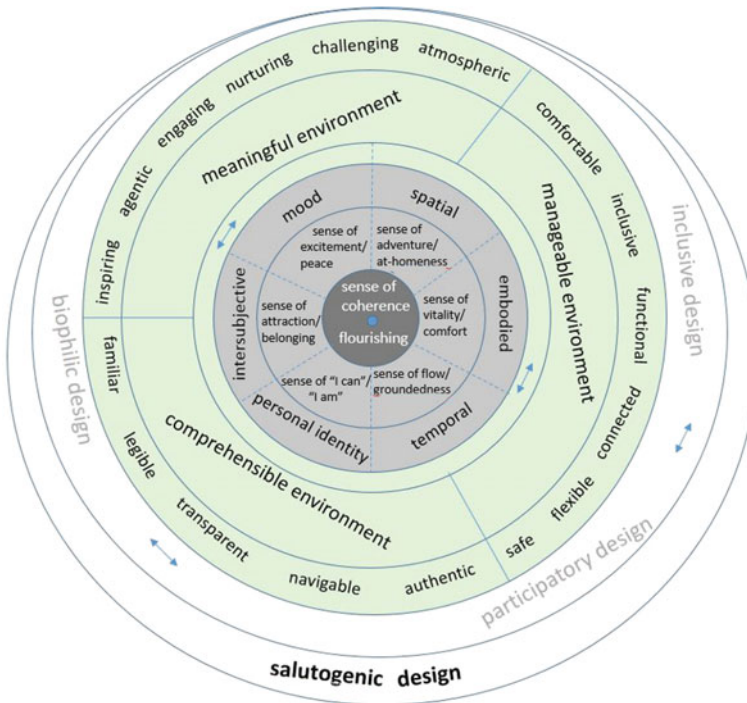 inspiring
agentic
engaging
nurturing
challenging
atmospheric
comfortable
inclusive
functional
connected
flexible
safe
authentic
navigable
transparent
legible
familiar
meaningful environment
manageable environment
comprehensible environment
mood
spatial
embodied
temporal
personal identity
intersubjective
sense of
excitement/
peace
sense of
adventure/
at-homeness
sense of
vitality/
comfort
sense of flow/
groundedness
sense of "I can"/
"I am"
sense of
attraction/
belonging
sense of
coherence
flourishing
biophilic design
inclusive design
participatory design
salutogenic design